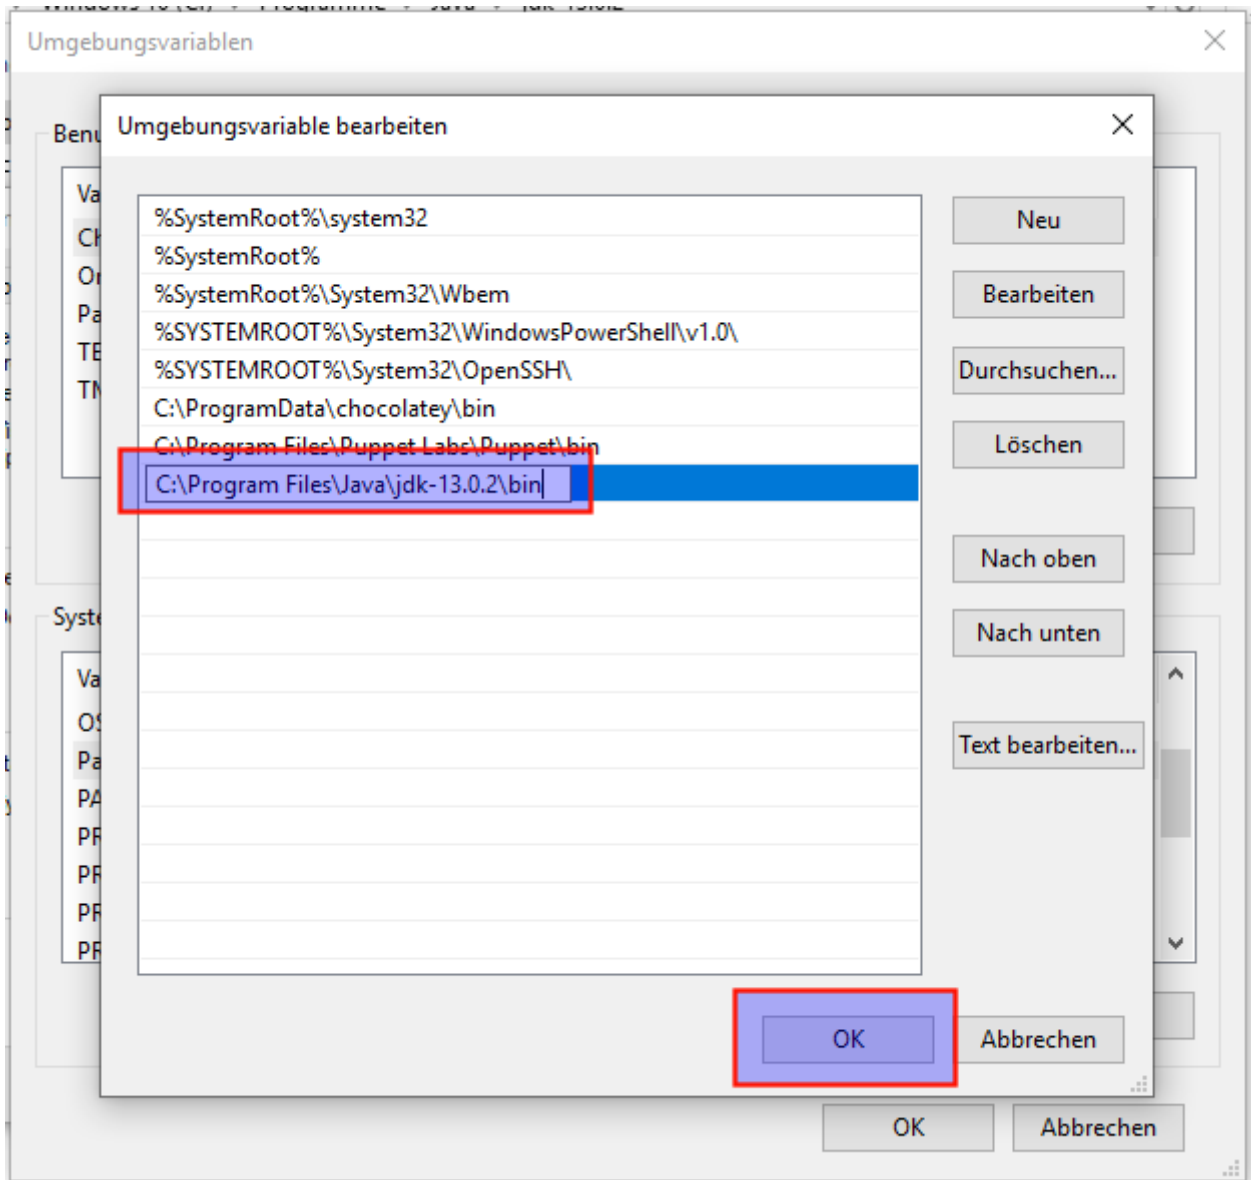 Umgebungsvariablen
Umgebungsvariable bearbeiten
%SystemRoot%\system32
%SystemRoot%
%SystemRoot%\System32\Wbem
%SYSTEMROOT%\System32\WindowsPowerShell\v1.0\
%SYSTEMROOT%\System32\OpenSSH\
C:\ProgramData\chocolatey\bin
C:\Program Files\Puppet Labs\Puppet\bin
C:\Program Files\Java\jdk-13.0.2\bin
Neu
Bearbeiten
Durchsuchen...
Löschen
Nach oben
Nach unten
Text bearbeiten...
OK
Abbrechen
OK
Abbrechen